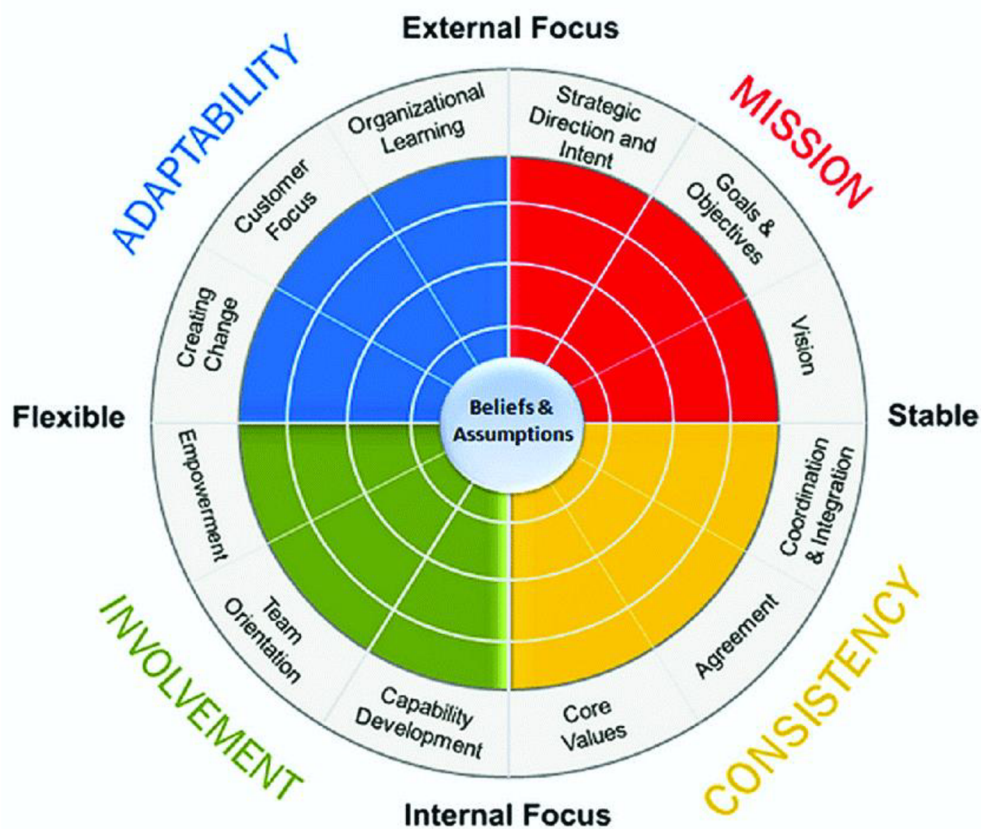 External Focus
ADAPTABILITY
MISSION
Organizational
Learning
Strategic
Direction and
Intent
Customer
Focus
Goals &
Objectives
Creating
Change
Vision
Flexible
Beliefs &
Assumptions
Stable
Empowerment
Coordination
& Integration
Team
Orientation
Agreement
Capability
Development
Core
Values
INVOLVEMENT
CONSISTENCY
Internal Focus